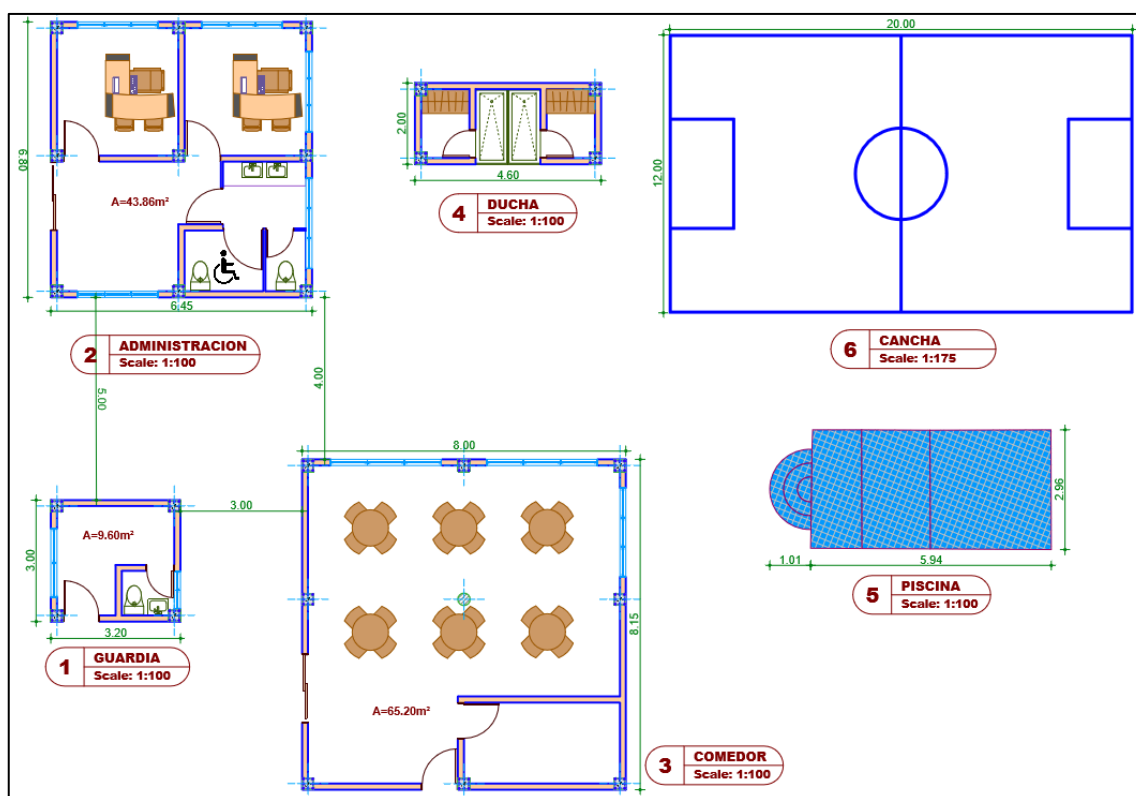 6.80
A=43.86m²
6.45
2
ADMINISTRACION
Scale: 1:100
2.00
4.60
4
DUCHA
Scale: 1:100
20.00
12.00
6
CANCHA
Scale: 1:175
5.00
4.00
3.00
A=9.60m²
3.00
3.20
1
GUARDIA
Scale: 1:100
8.00
8.15
A=65.20m²
3
COMEDOR
Scale: 1:100
2.96
1.01
5.94
5
PISCINA
Scale: 1:100